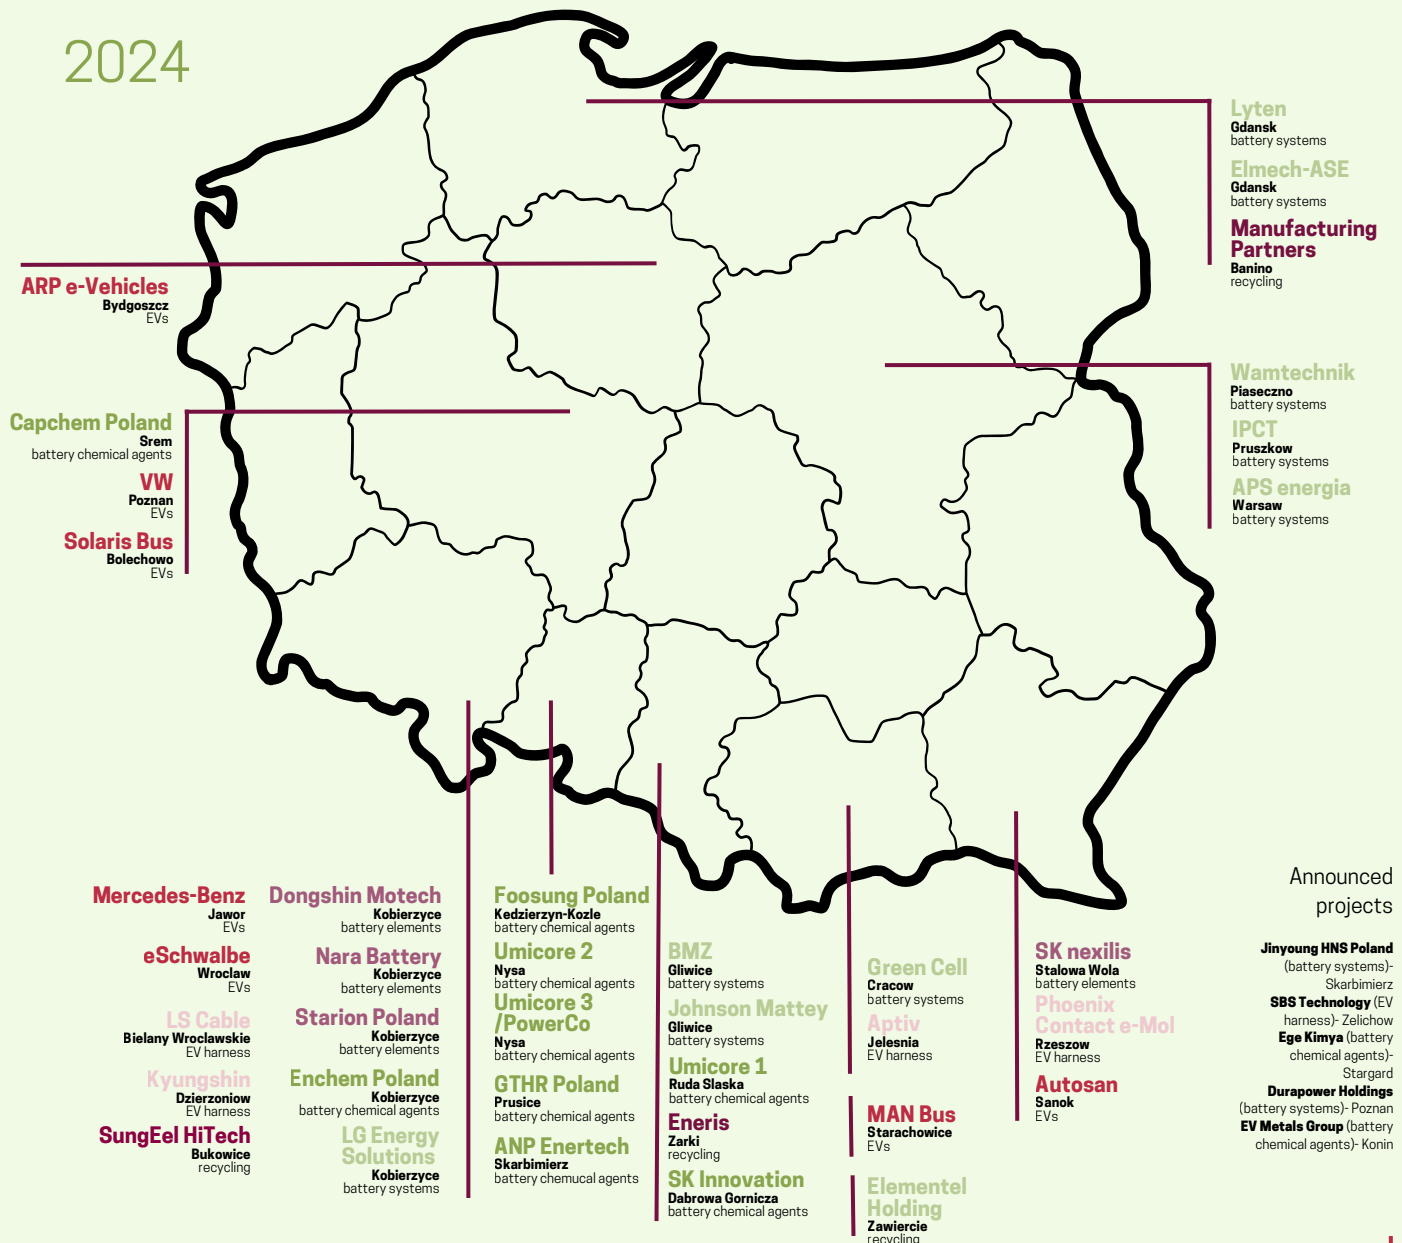 2024
Lyten
Gdansk
battery systems
Elmech-ASE
Gdansk
battery systems
Manufacturing
Partners
Banino
recycling
ARP e-Vehicles
Bydgoszcz
EVs
Wamtechnik
Piaseczno
battery systems
IPCT
Pruszkow
battery systems
APS energia
Warsaw
battery systems
Capchem Poland
Srem
battery chemical agents
VW
Poznan
EVs
Solaris Bus
Bolechowo
EVs
Mercedes-Benz
Jawor
EVs
eSchwalbe
Wroclaw
EVs
LS Cable
Bielany Wroclawskie
EV harness
Kyungshin
Dzierzoniow
EV harness
SungEel HiTech
Bukowice
recycling
Dongshin Motech
Kobierzyce
battery elements
Nara Battery
Kobierzyce
battery elements
Starion Poland
Kobierzyce
battery elements
Enchem Poland
Kobierzyce
battery chemical agents
LG Energy
Solutions
Kobierzyce
battery systems
Foosung Poland
Kedzierzyn-Kozle
battery chemical agents
Umicore 2
Nysa
battery chemical agents
Umicore 3
/PowerCo
Nysa
battery chemical agents
GTHR Poland
Prusice
battery chemical agents
ANP Enertech
Skarbimierz
battery chemucal agents
BMZ
Gliwice
battery systems
Johnson Mattey
Gliwice
battery systems
Umicore 1
Ruda Slaska
battery chemical agents
Eneris
Zarki
recycling
SK Innovation
Dabrowa Gornicza
battery chemical agents
Green Cell
Cracow
battery systems
Aptiv
Jelesnia
EV harness
MAN Bus
Starachowice
EVs
Elementel
Holding
Zawiercie
recycling
SK nexilis
Stalowa Wola
battery elements
Phoenix
Contact e-Mol
Rzeszow
EV harness
Autosan
Sanok
EVs
Announced
projects
Jinyoung HNS Poland
(battery systems)-
Skarbimierz
SBS Technology (EV
harness)- Zelichow
Ege Kimya (battery
chemical agents)-
Stargard
Durapower Holdings
(battery systems)- Poznan
EV Metals Group (battery
chemical agents)- Konin